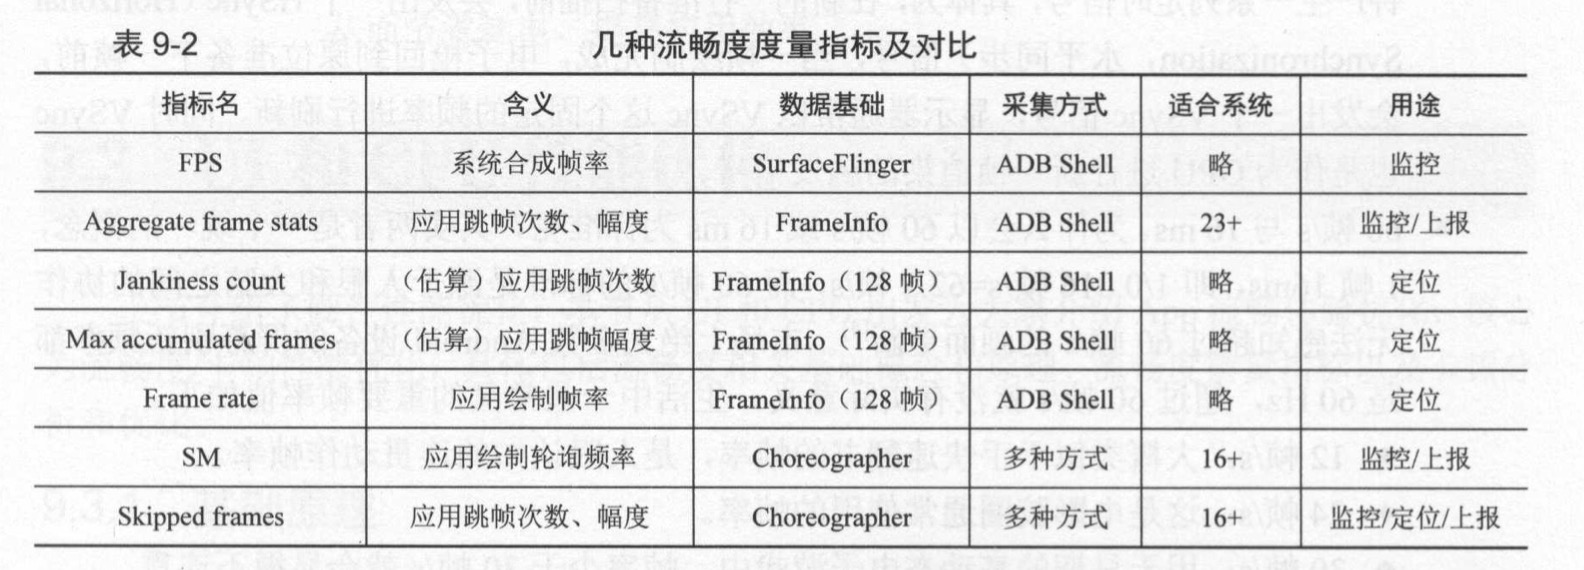 表 9-2 几种流畅度度量指标及对比
指标名 含义 数据基础 采集方式 适合系统 用途
FPS 系统合成帧率 SurfaceFlinger ADB Shell 略 监控
Aggregate frame stats 应用跳帧次数、幅度 FrameInfo ADB Shell 23+ 监控/上报
Jankiness count （估算）应用跳帧次数 FrameInfo（128 帧） ADB Shell 略 定位
Max accumulated frames （估算）应用跳帧幅度 FrameInfo（128 帧） ADB Shell 略 定位
Frame rate 应用绘制帧率 FrameInfo（128 帧） ADB Shell 略 定位
SM 应用绘制轮询频率 Choreographer 多种方式 16+ 监控/上报
Skipped frames 应用跳帧次数、幅度 Choreographer 多种方式 16+ 监控/定位/上报